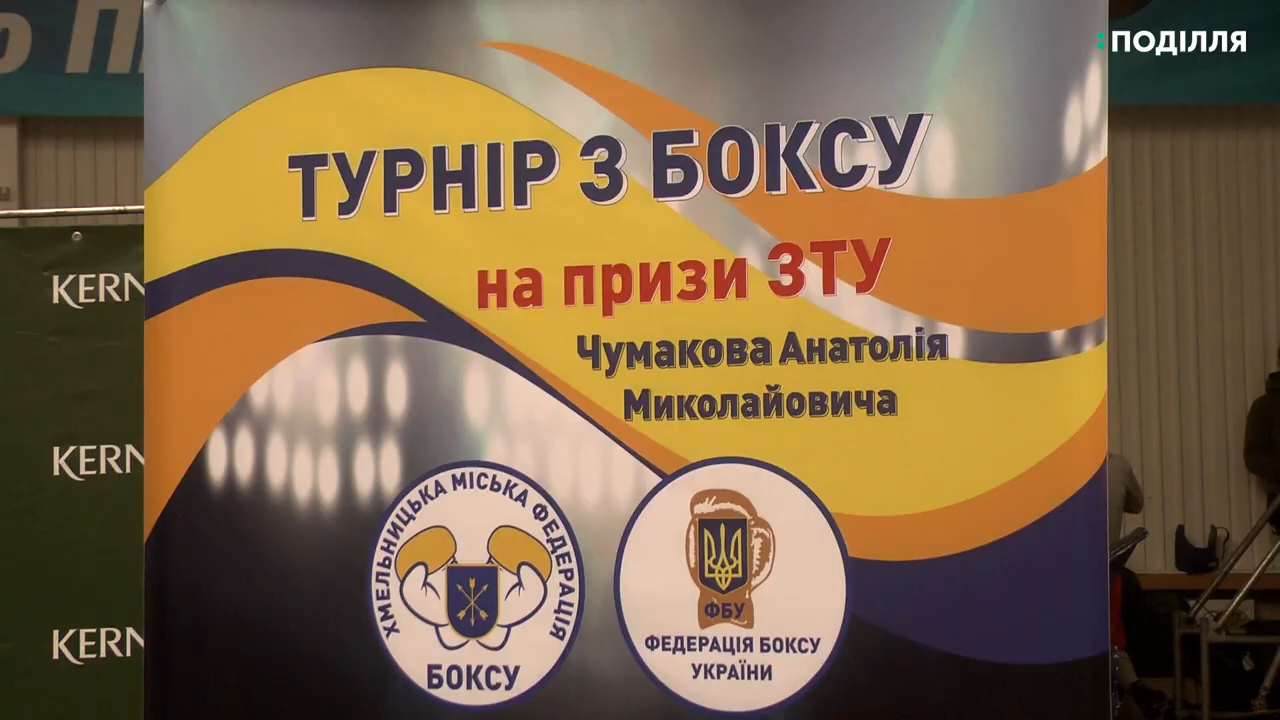 :ПОДІЛЛЯ
ТУРНІР З БОКСУ
на призи ЗТУ
Чумакова Анатолія
Миколайовича
KERN
KERN
KERN
ХМЕЛЬНИЦЬКА МІСЬКА ФЕДЕРАЦІЯ
БОКСУ
ФБУ
ФЕДЕРАЦІЯ БОКСУ
УКРАЇНИ